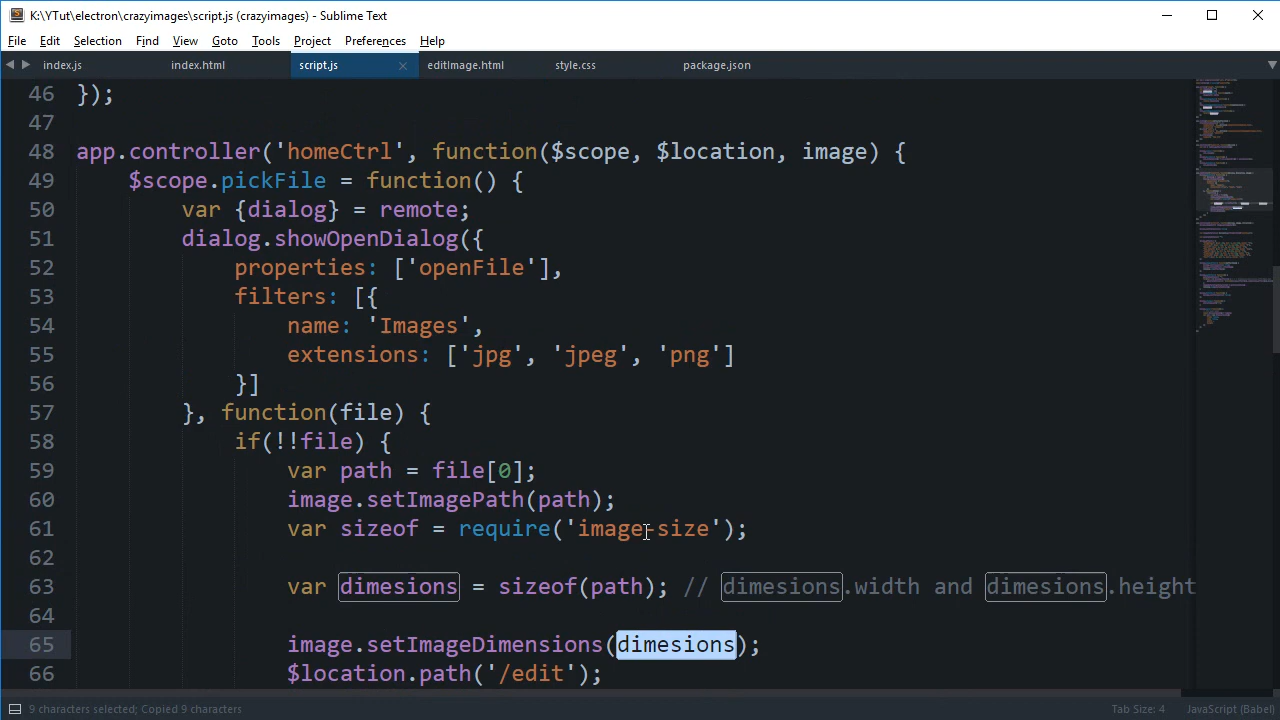 K:\YTut\electron\crazyimages\script.js (crazyimages) - Sublime Text
File Edit Selection Find View Goto Tools Project Preferences Help
index.js index.html script.js editImage.html style.css package.json
46 });
47
48 app.controller('homeCtrl', function($scope, $location, image) {
49 $scope.pickFile = function() {
50 var {dialog} = remote;
51 dialog.showOpenDialog({
52 properties: ['openFile'],
53 filters: [{
54 name: 'Images',
55 extensions: ['jpg', 'jpeg', 'png']
56 }]
57 }, function(file) {
58 if(!!file) {
59 var path = file[0];
60 image.setImagePath(path);
61 var sizeof = require('image-size');
62
63 var dimesions = sizeof(path); // dimesions.width and dimesions.height
64
65 image.setImageDimensions(dimesions);
66 $location.path('/edit');
9 characters selected; Copied 9 characters Tab Size: 4 JavaScript (Babel)